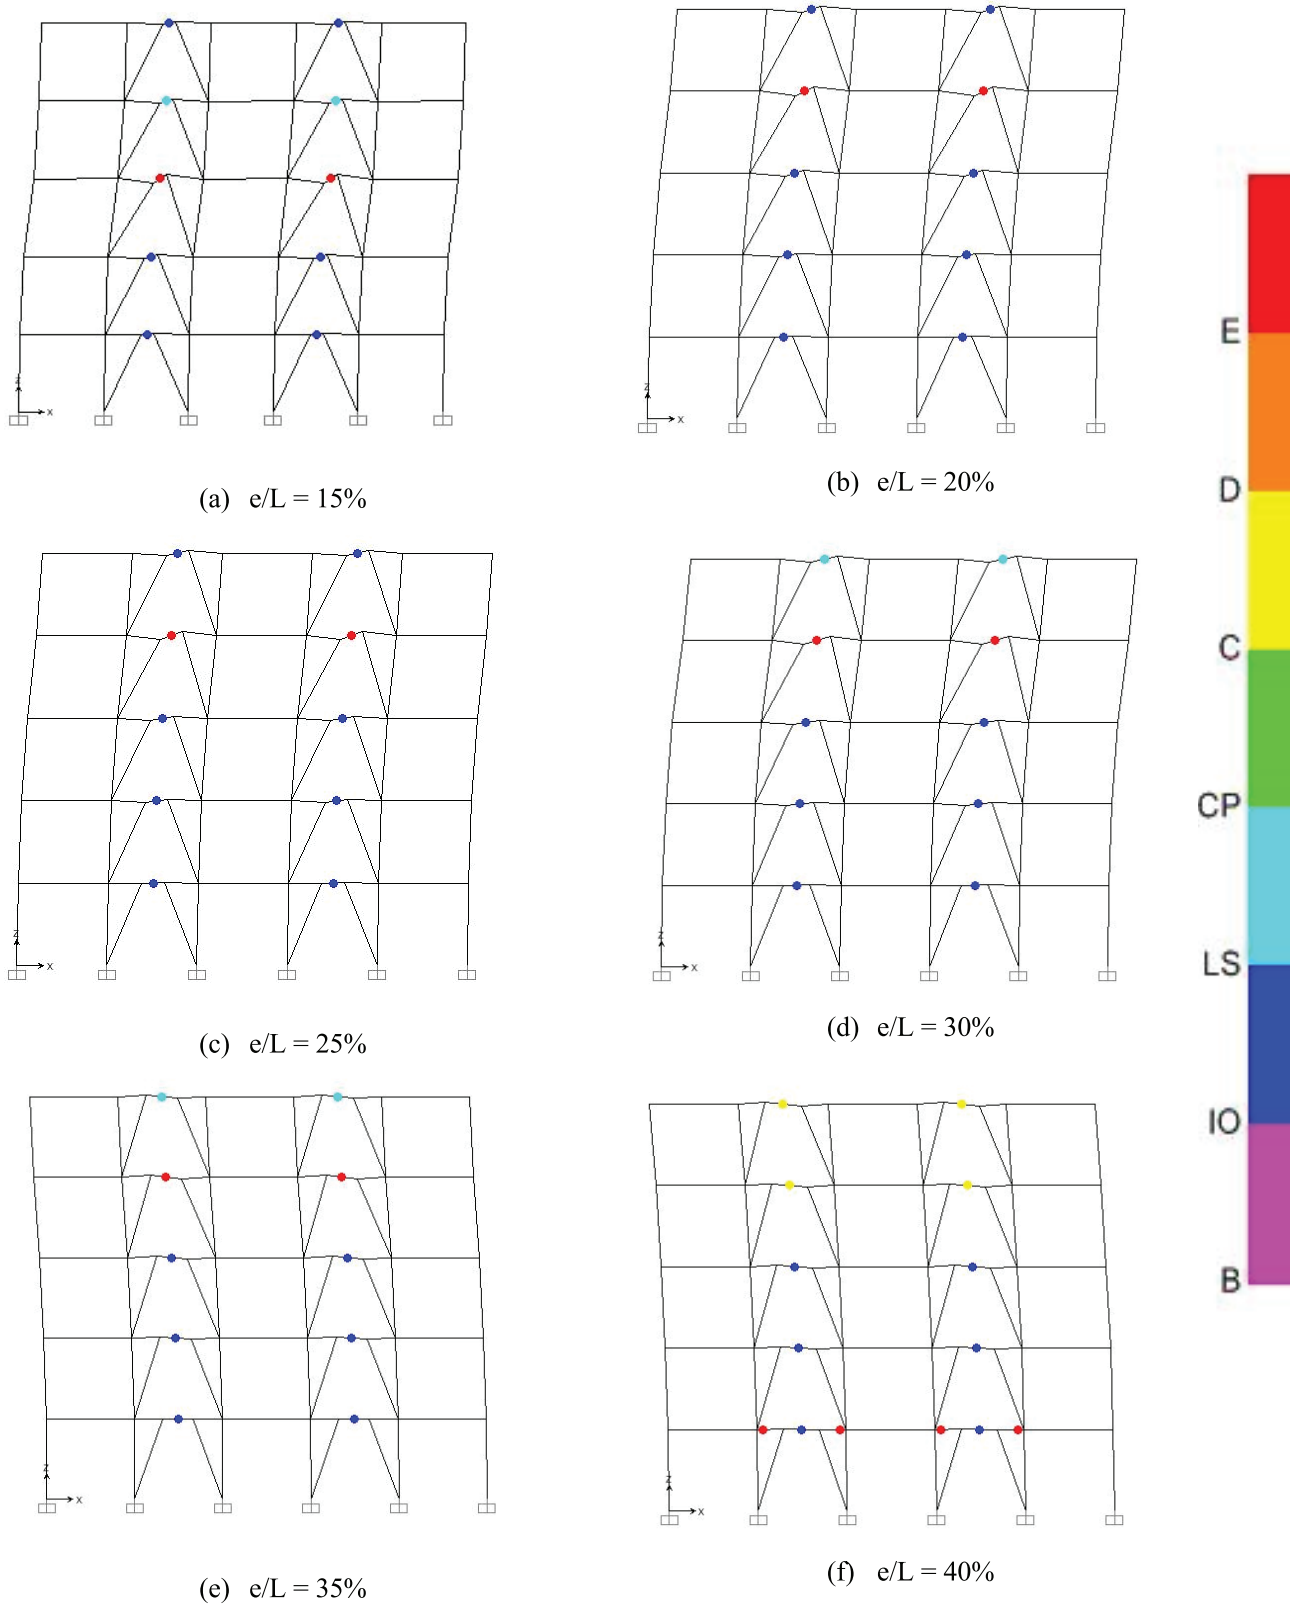 z
x
(a) e/L = 15%
z
x
(b) e/L = 20%
z
x
(c) e/L = 25%
z
x
(d) e/L = 30%
z
x
(e) e/L = 35%
z
x
(f) e/L = 40%
E
D
C
CP
LS
IO
B